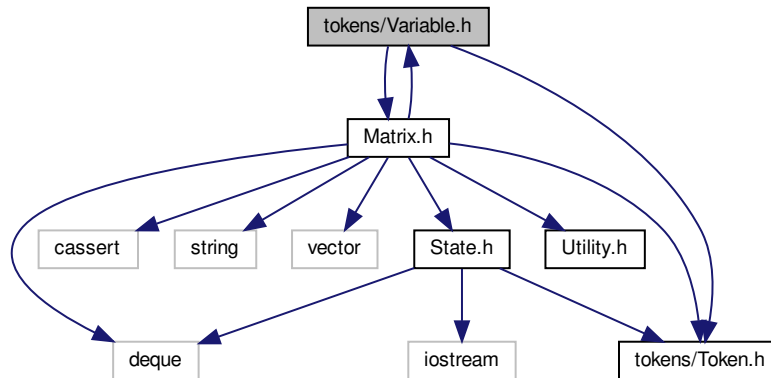 tokens/Variable.h
Matrix.h
cassert
string
vector
State.h
Utility.h
deque
iostream
tokens/Token.h